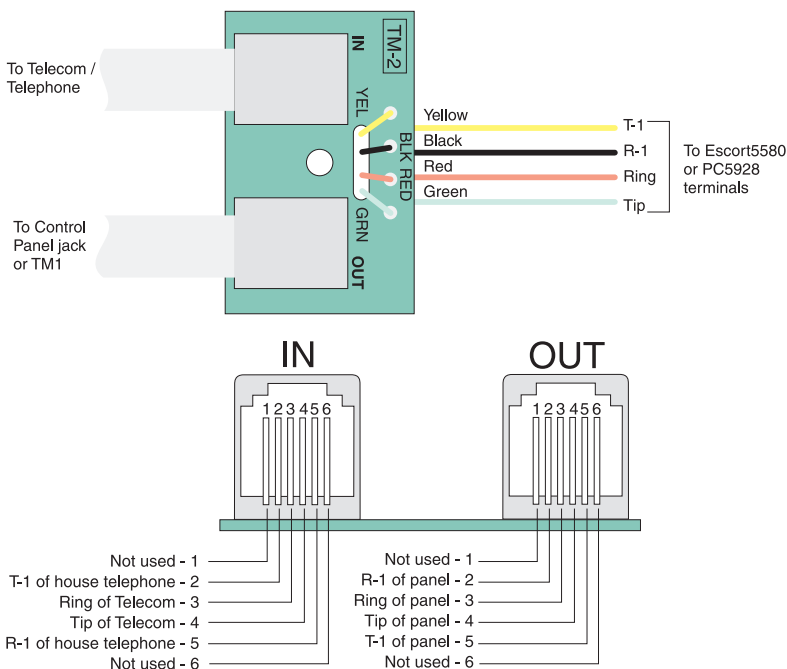 To Telecom /
Telephone
IN
TM-2
YEL
BLK RED
GRN
OUT
Yellow
Black
Red
Green
T-1
R-1
Ring
Tip
To Escort5580
or PC5928
terminals
To Control
Panel jack
or TM1
IN
OUT
1 2 3 4 5 6
1 2 3 4 5 6
Not used - 1
T-1 of house telephone - 2
Ring of Telecom - 3
Tip of Telecom - 4
R-1 of house telephone - 5
Not used - 6
Not used - 1
R-1 of panel - 2
Ring of panel - 3
Tip of panel - 4
T-1 of panel - 5
Not used - 6